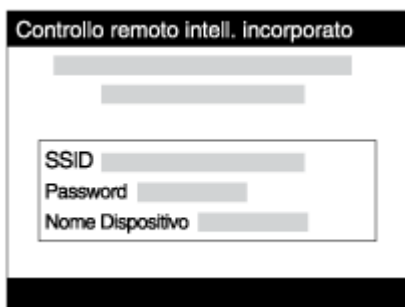 Controllo remoto intell. incorporato
SSID
Password
Nome Dispositivo